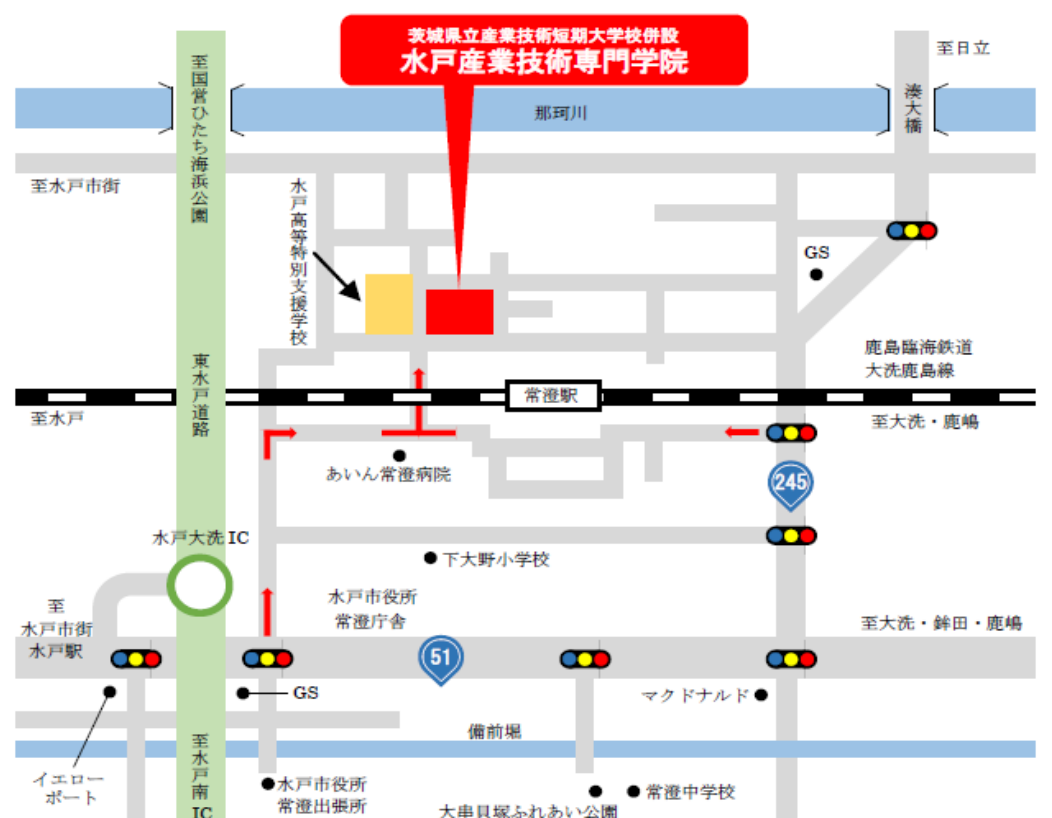 茨城県立産業技術短期大学校併設
水戸産業技術専門学院
至日立
至国営ひたち海浜公園
那珂川
湊大橋
至水戸市街
水戸高等特別支援学校
GS
東水戸道路
鹿島臨海鉄道
大洗鹿島線
常澄駅
至水戸
至大洗・鹿嶋
あいん常澄病院
245
水戸大洗IC
下大野小学校
水戸市役所
常澄庁舎
至
水戸市街
水戸駅
至大洗・鉾田・鹿嶋
51
GS
マクドナルド
備前堀
至水戸南IC
イエロー
ポート
水戸市役所
常澄出張所
常澄中学校
大串貝塚ふれあい公園